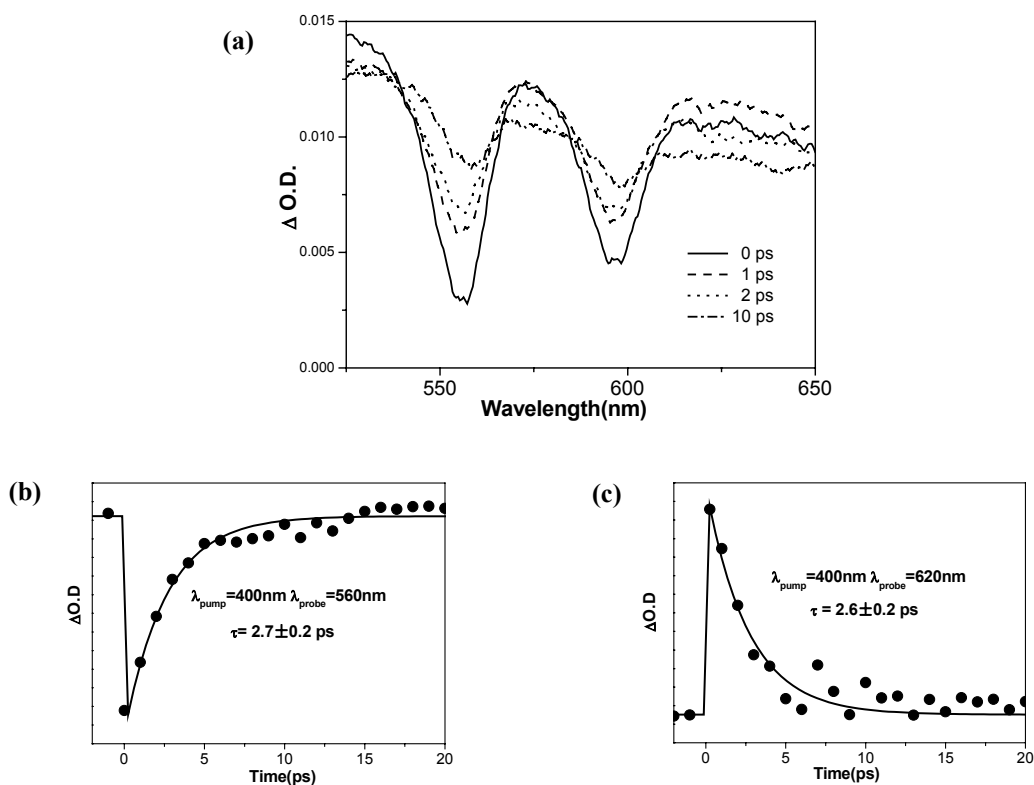 (a)
0.015
0.010
0.005
0.000
Δ O.D.
0 ps
1 ps
2 ps
10 ps
550
600
650
Wavelength(nm)
(b)
ΔO.D
λpump=400nm λprobe=560nm
τ= 2.7±0.2 ps
0
5
10
15
20
Time(ps)
(c)
ΔO.D
λpump=400nm λprobe=620nm
τ = 2.6±0.2 ps
0
5
10
15
20
Time(ps)